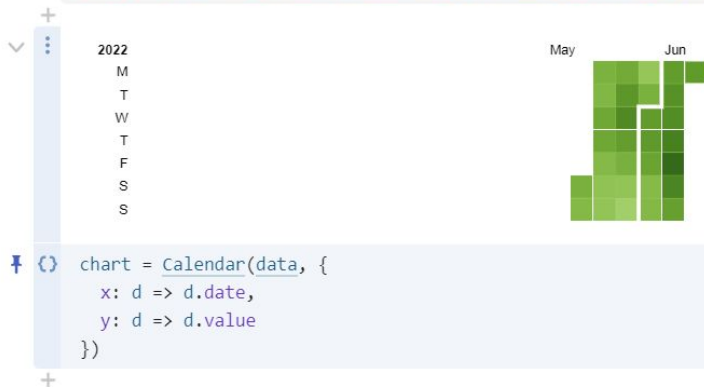 2022 May Jun
M
T
W
T
F
S
S
chart = Calendar(data, {
  x: d => d.date,
  y: d => d.value
})